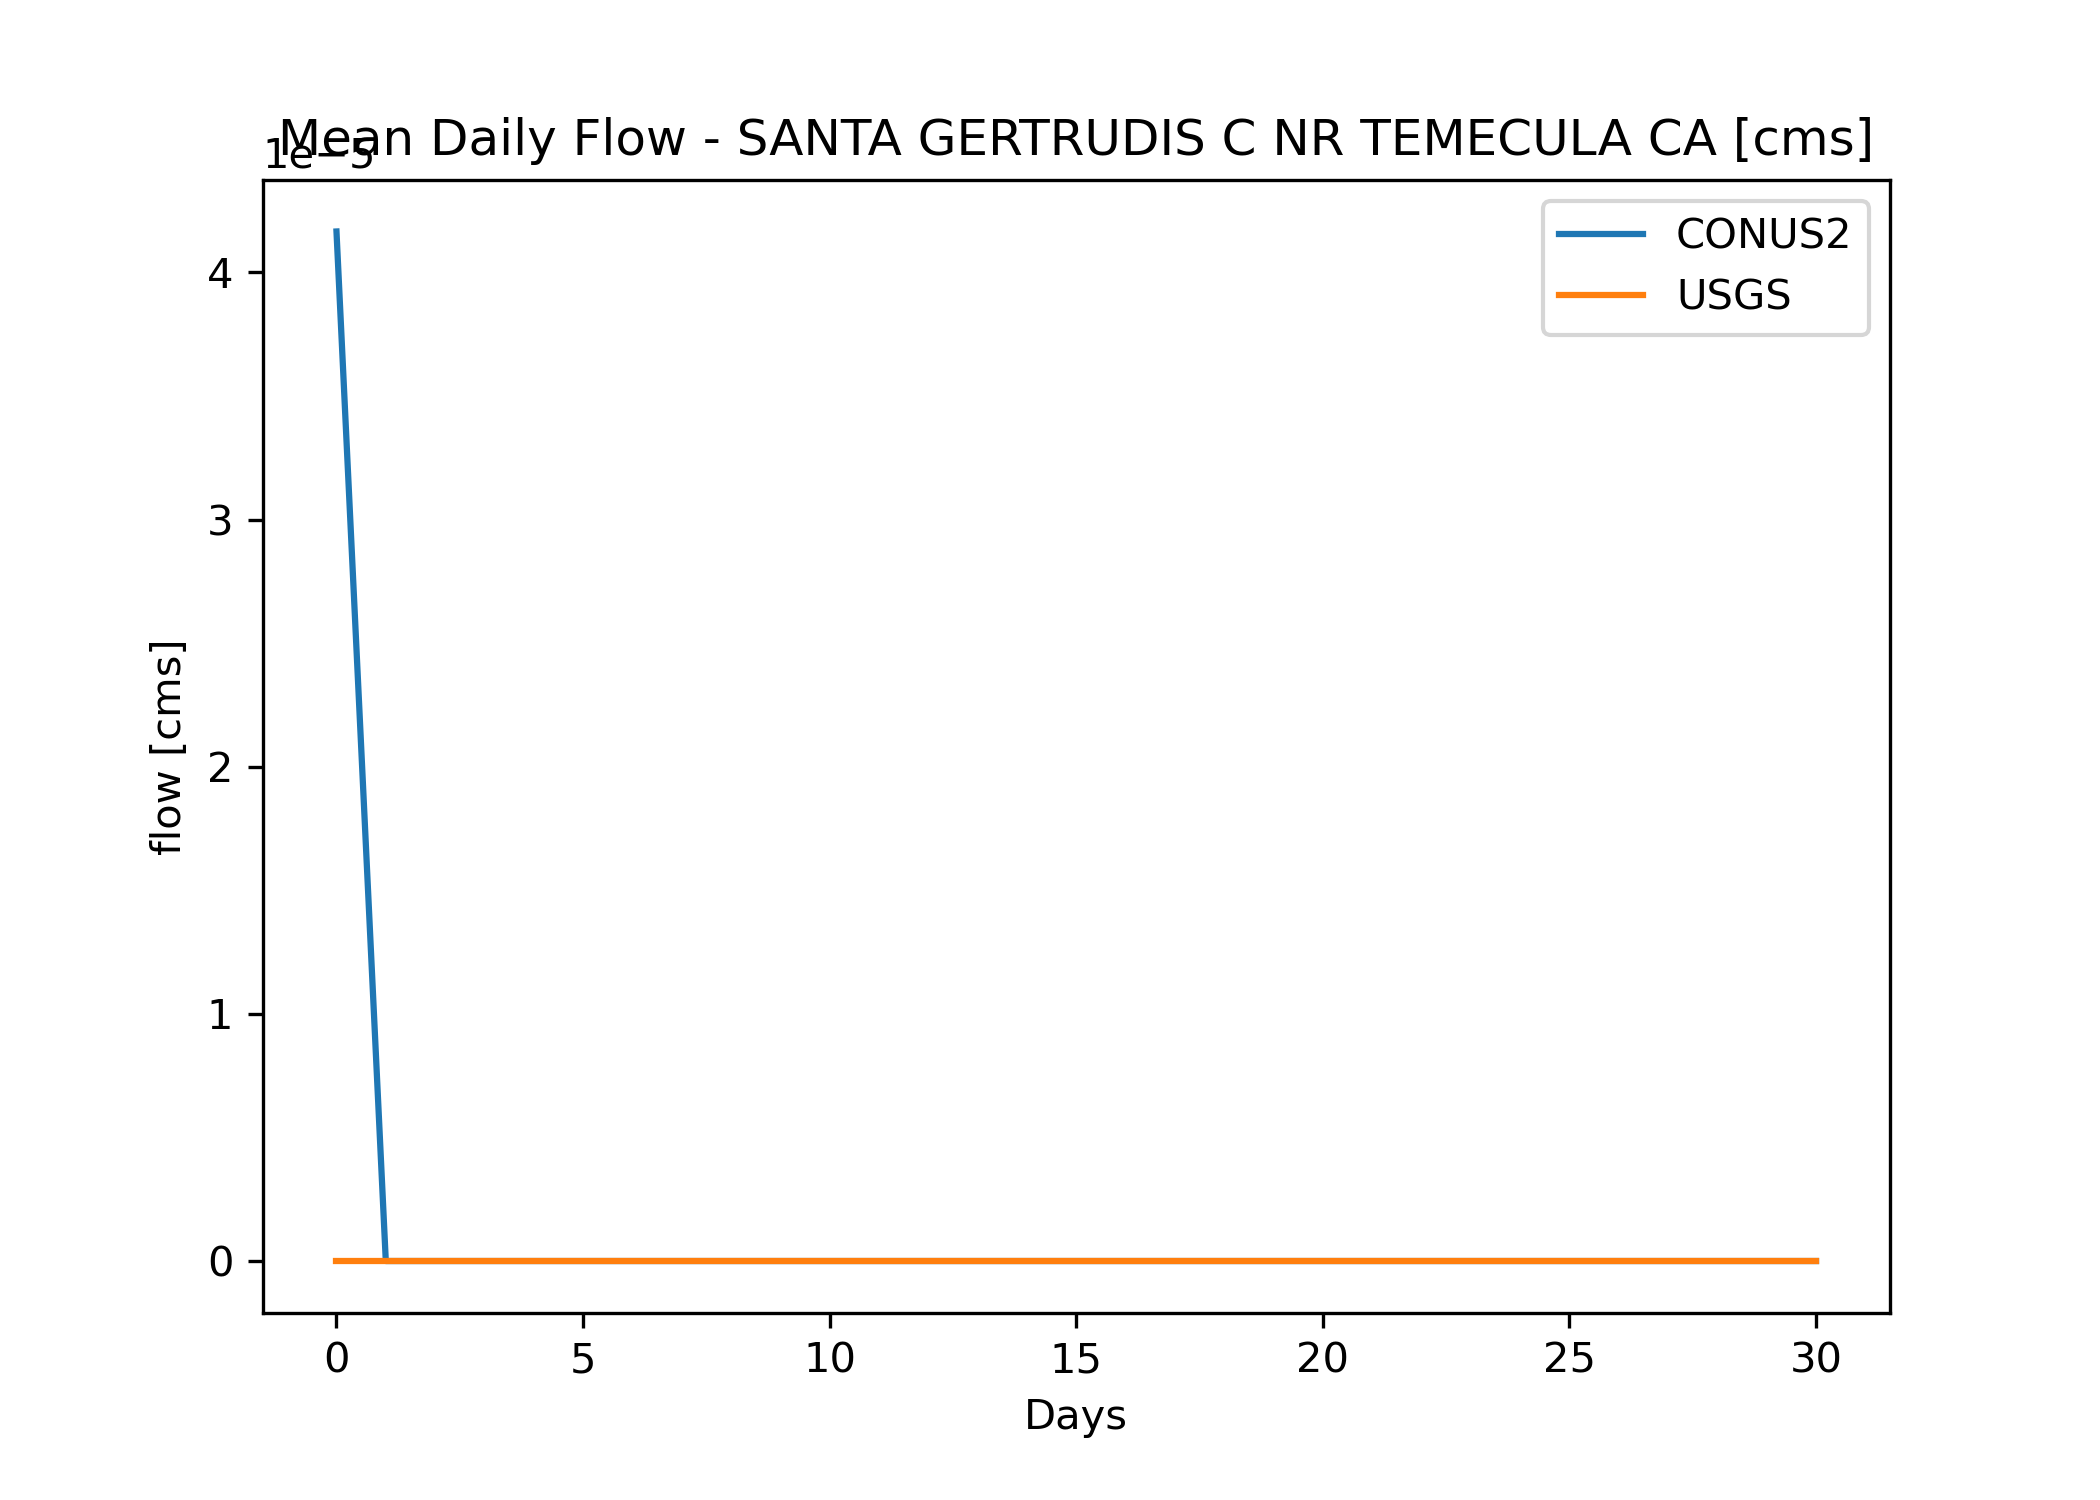 Mean Daily Flow - SANTA GERTRUDIS C NR TEMECULA CA [cms]
1e−5
CONUS2
USGS
4
3
2
1
0
flow [cms]
0 5 10 15 20 25 30
Days